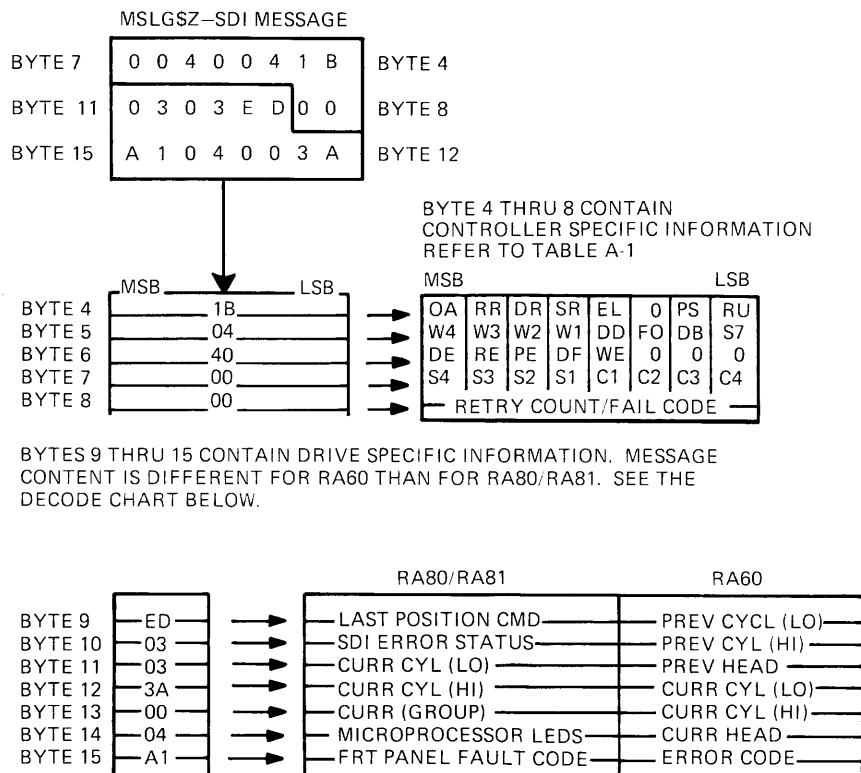 MSLG$Z–SDI MESSAGE
BYTE 7 0 0 4 0 0 4 1 B BYTE 4
BYTE 11 0 3 0 3 E D 0 0 BYTE 8
BYTE 15 A 1 0 4 0 0 3 A BYTE 12
BYTE 4 THRU 8 CONTAIN
CONTROLLER SPECIFIC INFORMATION
REFER TO TABLE A-1
MSB LSB MSB LSB
BYTE 4 1B OA RR DR SR EL 0 PS RU
BYTE 5 04 W4 W3 W2 W1 DD FO DB S7
BYTE 6 40 DE RE PE DF WE 0 0 0
BYTE 7 00 S4 S3 S2 S1 C1 C2 C3 C4
BYTE 8 00 RETRY COUNT/FAIL CODE
BYTES 9 THRU 15 CONTAIN DRIVE SPECIFIC INFORMATION. MESSAGE
CONTENT IS DIFFERENT FOR RA60 THAN FOR RA80/RA81. SEE THE
DECODE CHART BELOW.
RA80/RA81 RA60
BYTE 9 ED LAST POSITION CMD PREV CYCL (LO)
BYTE 10 03 SDI ERROR STATUS PREV CYL (HI)
BYTE 11 03 CURR CYL (LO) PREV HEAD
BYTE 12 3A CURR CYL (HI) CURR CYL (LO)
BYTE 13 00 CURR (GROUP) CURR CYL (HI)
BYTE 14 04 MICROPROCESSOR LEDS CURR HEAD
BYTE 15 A1 FRT PANEL FAULT CODE ERROR CODE